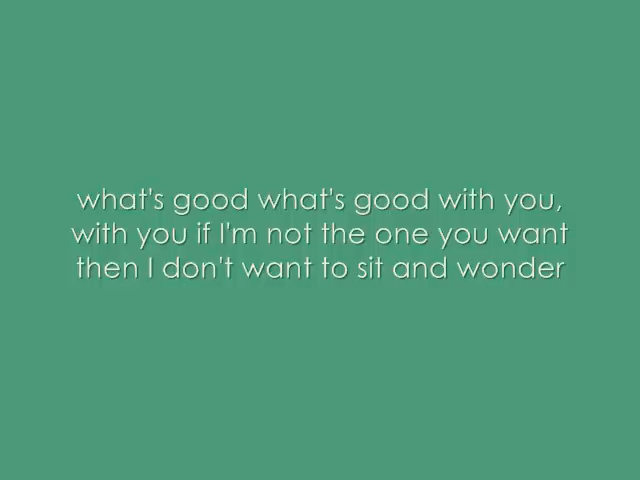 what's good what's good with you,
with you if I'm not the one you want
then I don't want to sit and wonder